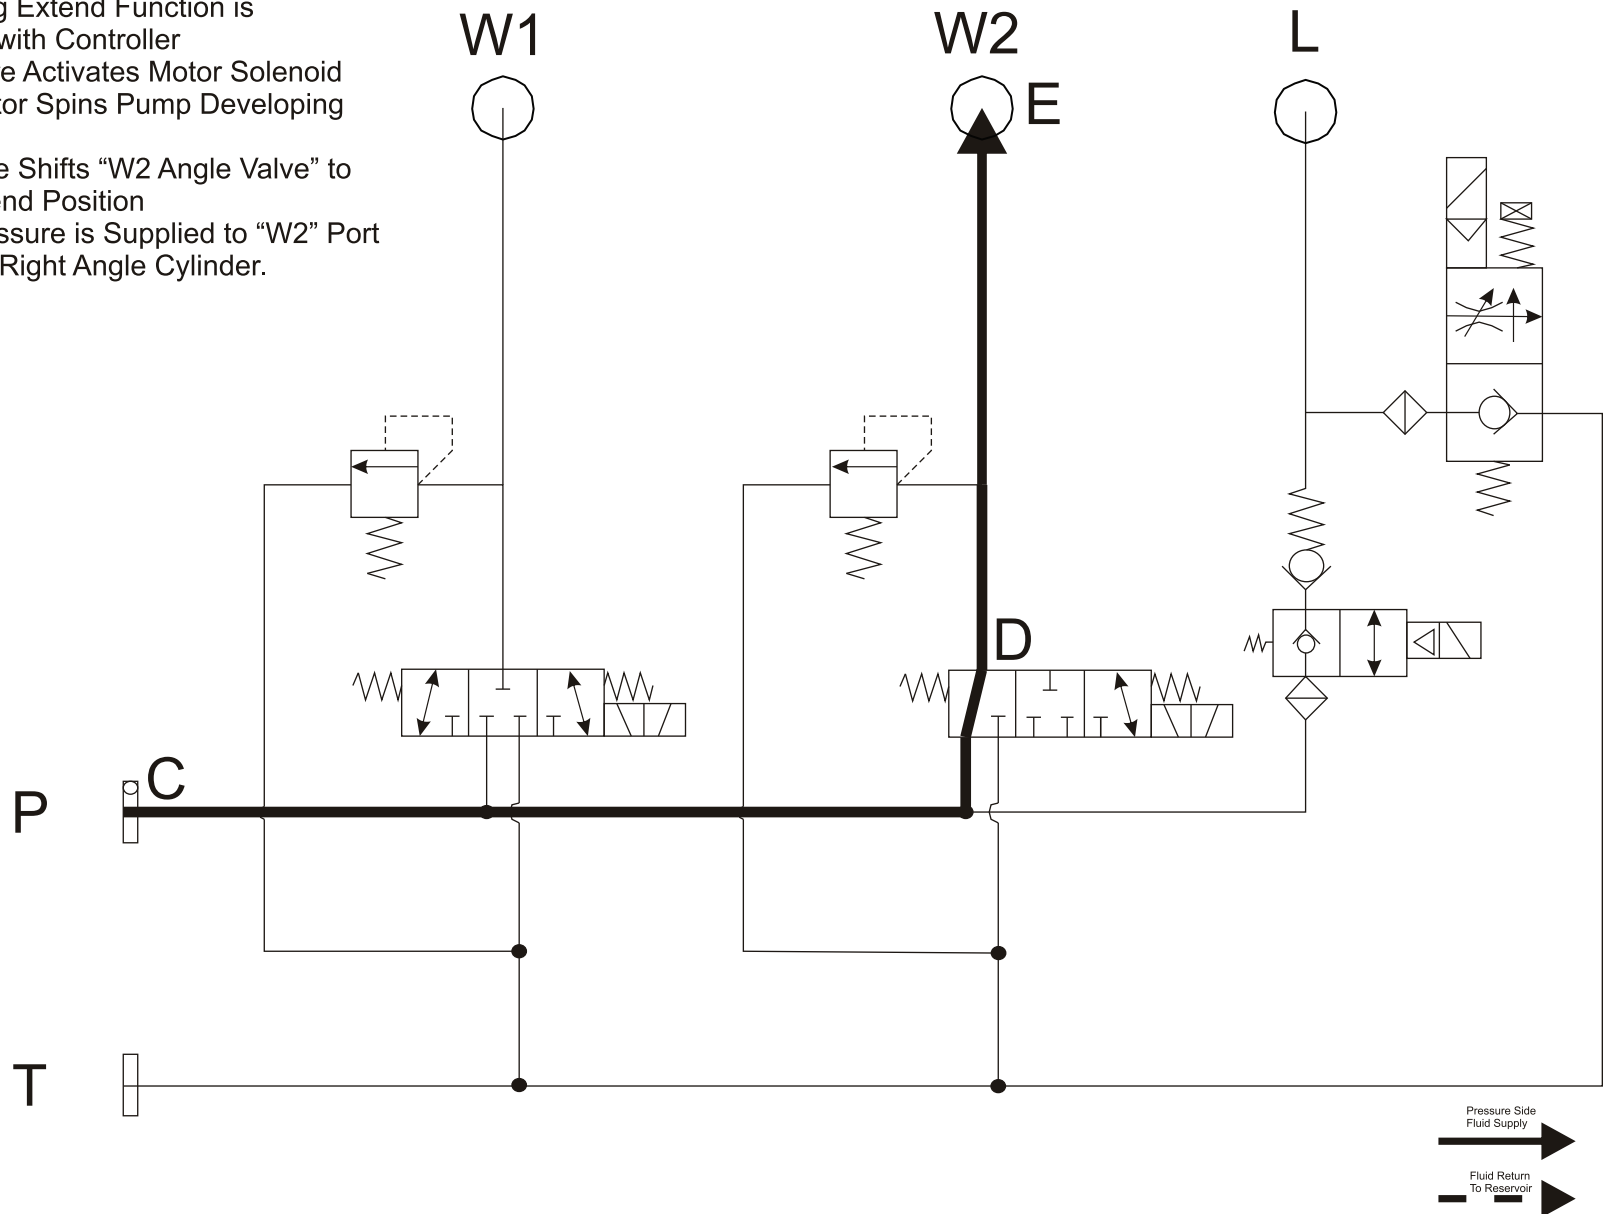 g Extend Function is
with Controller
re Activates Motor Solenoid
tor Spins Pump Developing
e Shifts “W2 Angle Valve” to
end Position
ssure is Supplied to “W2” Port
Right Angle Cylinder.
W1
W2
L
E
D
C
P
T
Pressure Side
Fluid Supply
Fluid Return
To Reservoir